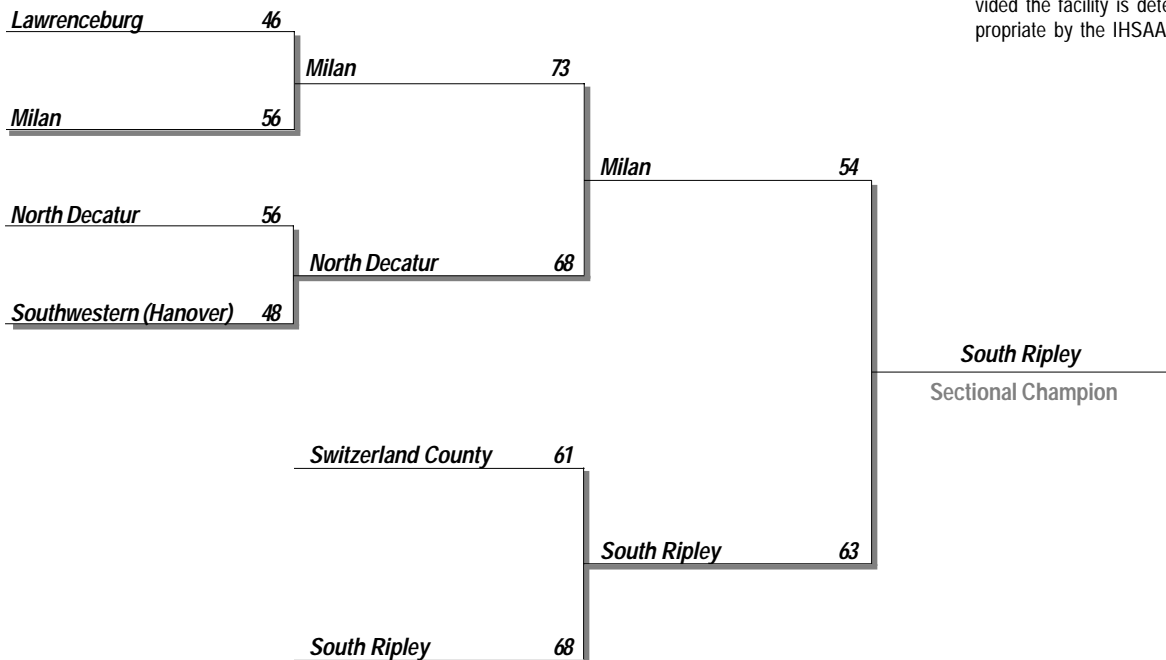 vided the facility is dete
propriate by the IHSAA
Lawrenceburg 46
Milan 73
Milan 56
Milan 54
North Decatur 56
North Decatur 68
Southwestern (Hanover) 48
South Ripley
Sectional Champion
Switzerland County 61
South Ripley 63
South Ripley 68